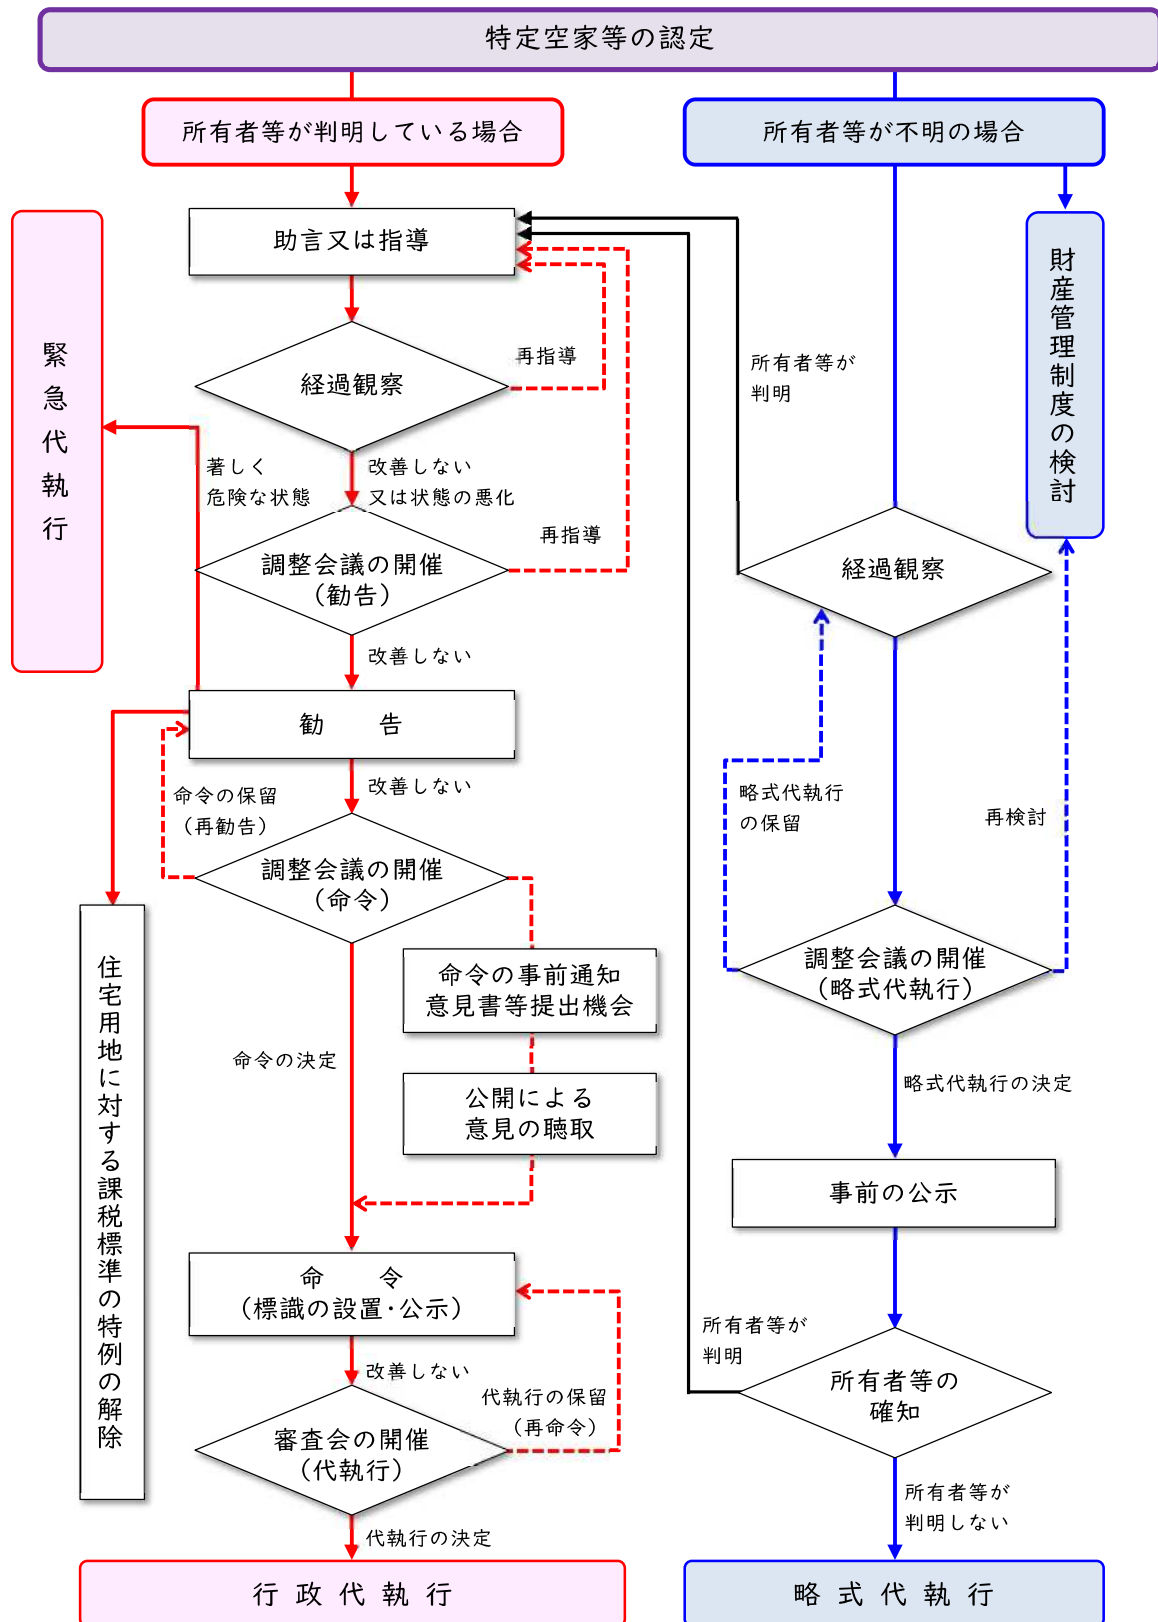 特定空家等の認定
所有者等が判明している場合
所有者等が不明の場合
助言又は指導
財産管理制度の検討
緊急代執行
再指導
所有者等が
判明
経過観察
著しく
危険な状態
改善しない
又は状態の悪化
再指導
調整会議の開催
(勧告)
経過観察
改善しない
勧　　告
命令の保留
(再勧告)
改善しない
略式代執行
の保留
再検討
調整会議の開催
(命令)
命令の事前通知
意見書等提出機会
調整会議の開催
(略式代執行)
命令の決定
公開による
意見の聴取
略式代執行の決定
住宅用地に対する課税標準の特例の解除
事前の公示
命　　令
(標識の設置・公示)
所有者等が
判明
改善しない
代執行の保留
(再命令)
所有者等の
確知
審査会の開催
(代執行)
所有者等が
判明しない
代執行の決定
行政代執行
略式代執行